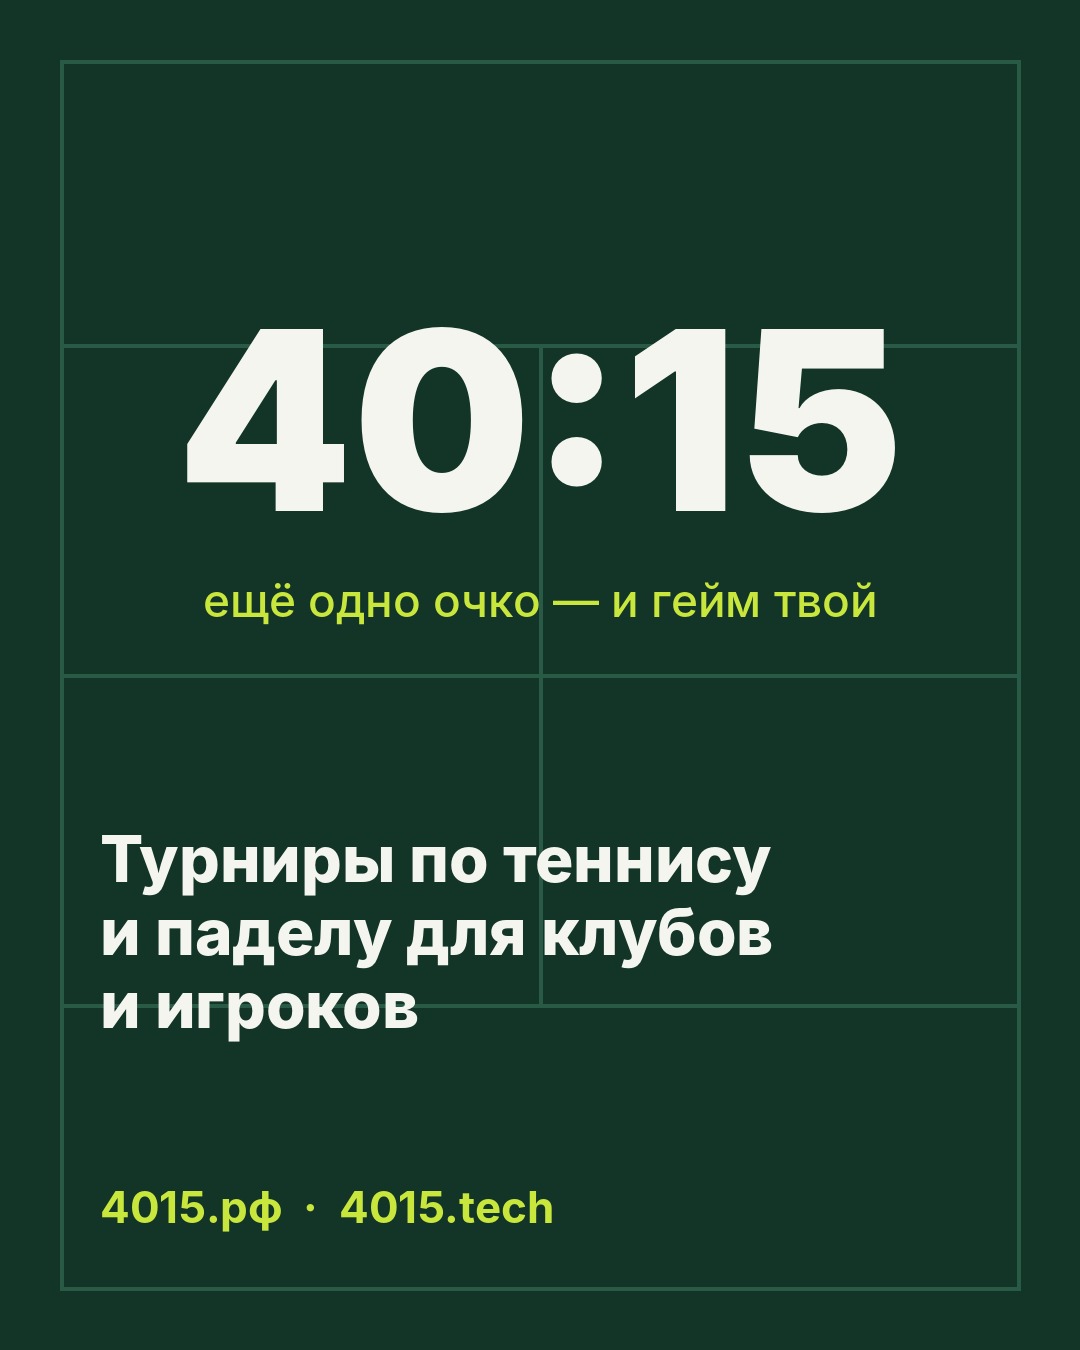 40:15
ещё одно очко — и гейм твой
Турниры по теннису
и паделу для клубов
и игроков
4015.рф · 4015.tech